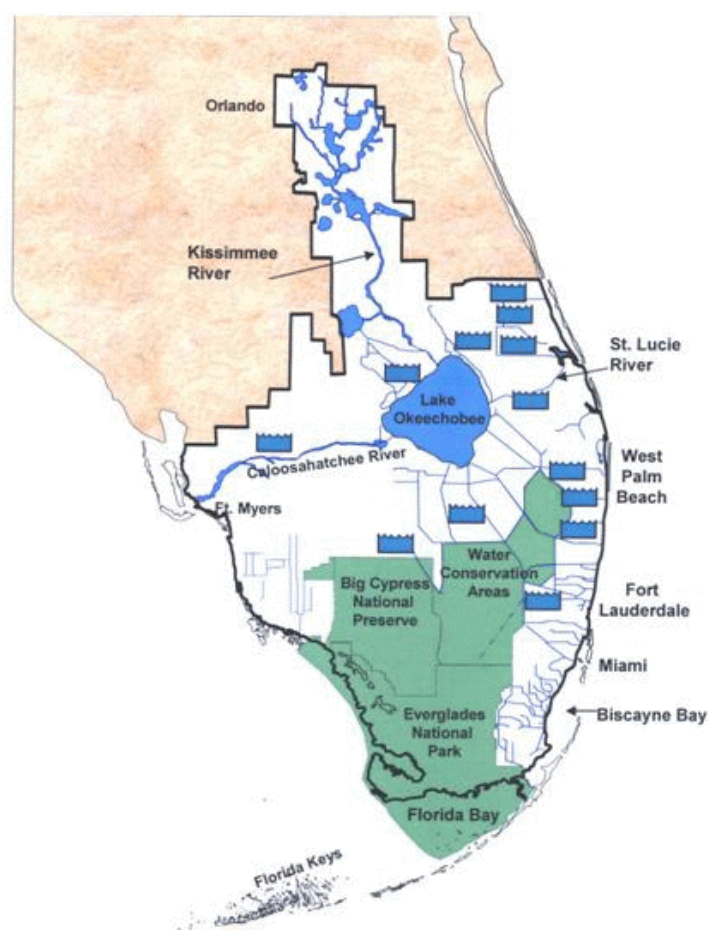 Orlando
Kissimmee
River
St. Lucie
River
Lake
Okeechobee
Caloosahatchee River
West
Palm
Beach
Ft. Myers
Water
Conservation
Areas
Big Cypress
National
Preserve
Fort
Lauderdale
Miami
Everglades
National
Park
Biscayne Bay
Florida Bay
Florida Keys